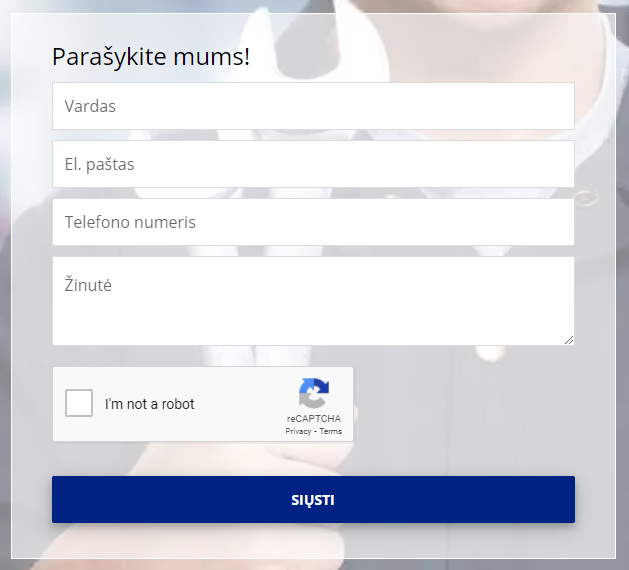 Parašykite mums!
Vardas
El. paštas
Telefono numeris
Žinutė
I'm not a robot
reCAPTCHA
Privacy - Terms
SIŲSTI